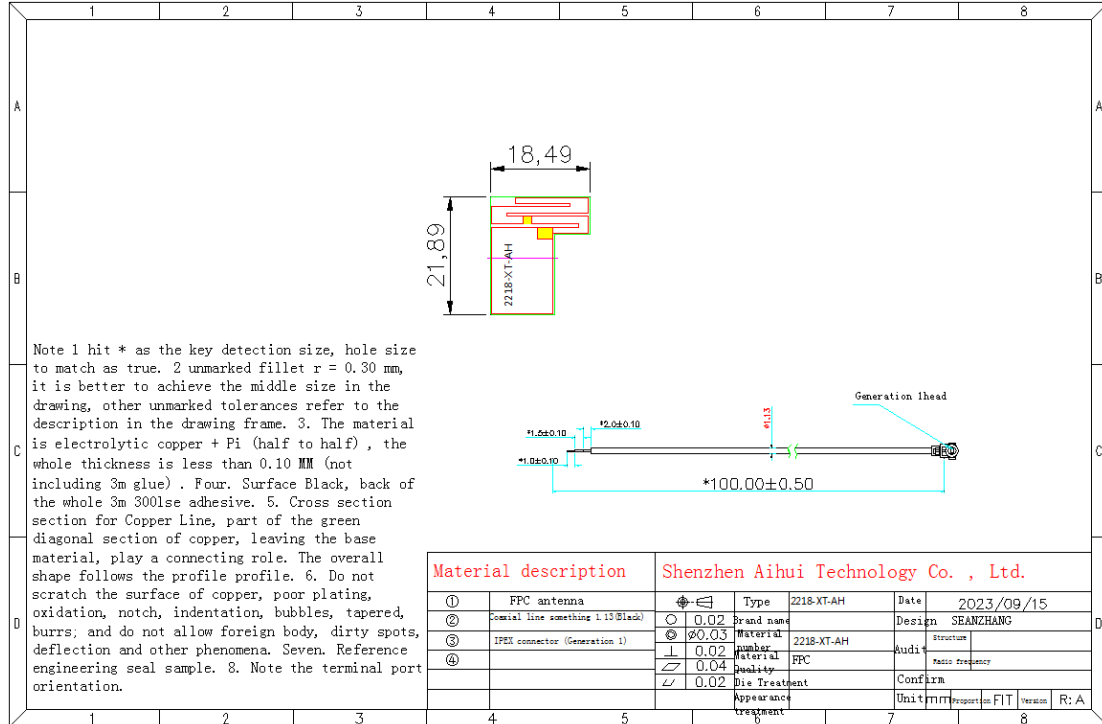 1 2 3 4 5 6 7 8
A A
18,49
21,89
2218-XT-AH
B B
Note 1 hit * as the key detection size, hole size
to match as true. 2 unmarked fillet r = 0.30 mm,
it is better to achieve the middle size in the
drawing, other unmarked tolerances refer to the
description in the drawing frame. 3. The material
is electrolytic copper + Pi (half to half) , the
whole thickness is less than 0.10 MM (not
including 3m glue) . Four. Surface Black, back of
the whole 3m 300lse adhesive. 5. Cross section
section for Copper Line, part of the green
diagonal section of copper, leaving the base
material, play a connecting role. The overall
shape follows the profile profile. 6. Do not
scratch the surface of copper, poor plating,
oxidation, notch, indentation, bubbles, tapered,
burrs; and do not allow foreign body, dirty spots,
deflection and other phenomena. Seven. Reference
engineering seal sample. 8. Note the terminal port
orientation.
Generation 1head
*1.5±0.10
*2.0±0.10
*1.0±0.10
ø1.13
*100.00±0.50
C C
Material description
① FPC antenna
② Coaxial line something 1.13(Black)
③ IPEX connector (Generation 1)
④
Shenzhen Aihui Technology Co. , Ltd.
0.02
ø0.03
0.02
0.04
0.02
Type 2218-XT-AH
Brand name
Material number 2218-XT-AH
Material Quality FPC
Die Treatment
Appearance treatment
Date 2023/09/15
Design SEANZHANG
Audit
Structure
Radio frequency
Confirm
Unit mm Proportion FIT Version R:A
D D
1 2 3 4 5 6 7 8